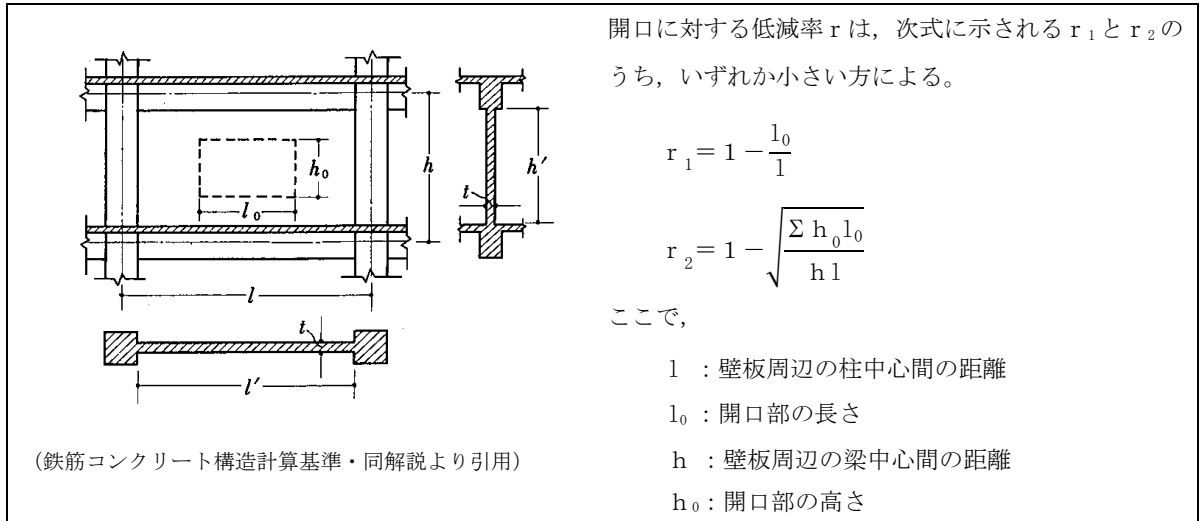 h₀
l₀
h
l
t
h′
t
l′
(鉄筋コンクリート構造計算基準・同解説より引用)
開口に対する低減率 r は，次式に示される r₁と r₂の
うち，いずれか小さい方による。
r₁＝１－l₀/l
r₂＝１－√(Σh₀l₀/hl)
ここで，
l ：壁板周辺の柱中心間の距離
l₀：開口部の長さ
h ：壁板周辺の梁中心間の距離
h₀：開口部の高さ